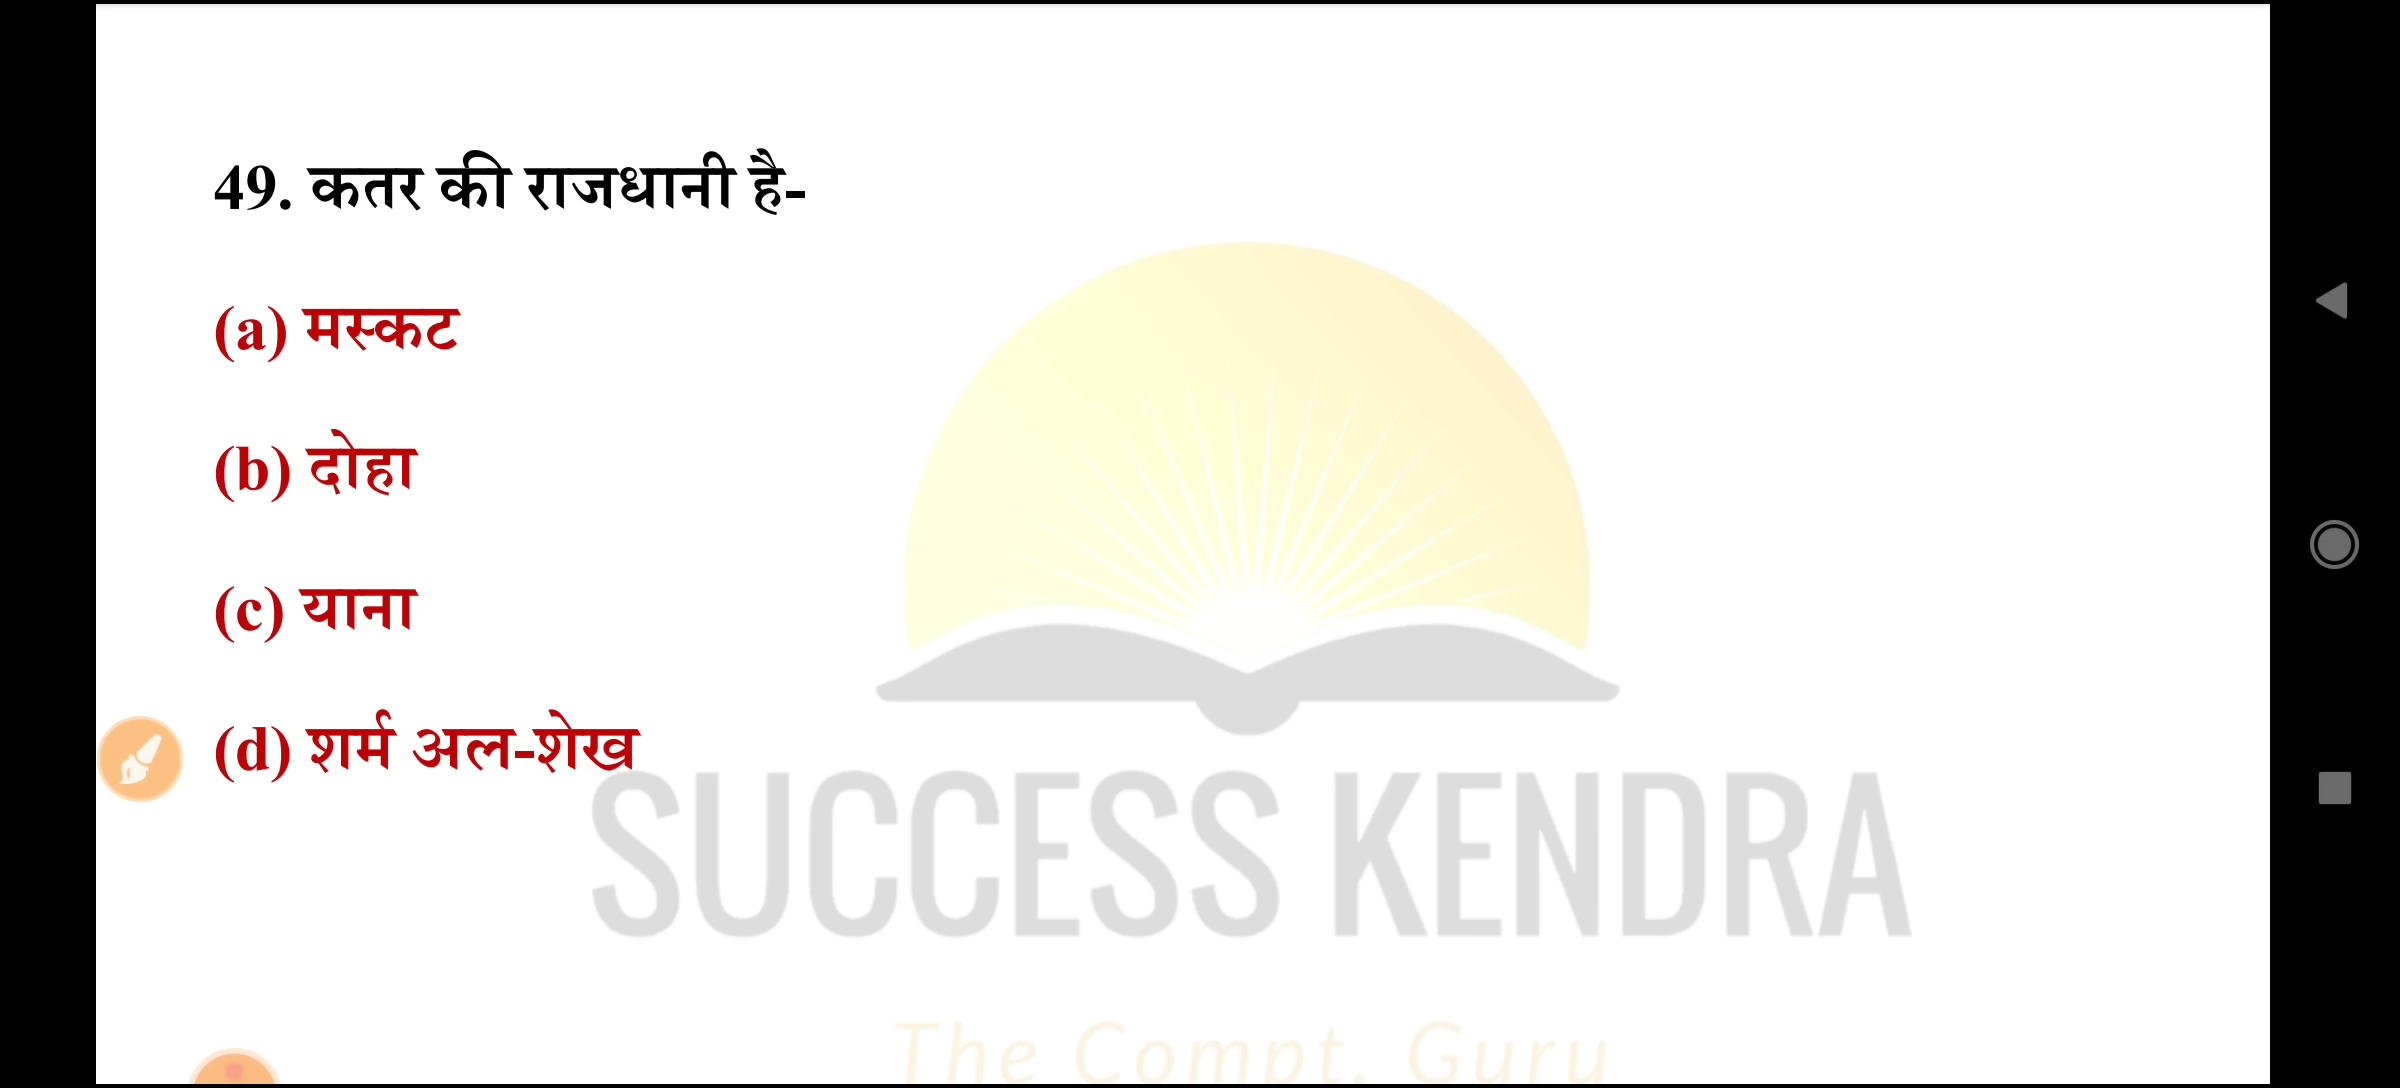 49. कतर की राजधानी है-
(a) मस्कट
(b) दोहा
(c) याना
(d) शर्म अल-शेख
SUCCESS KENDRA
The Compt. Guru